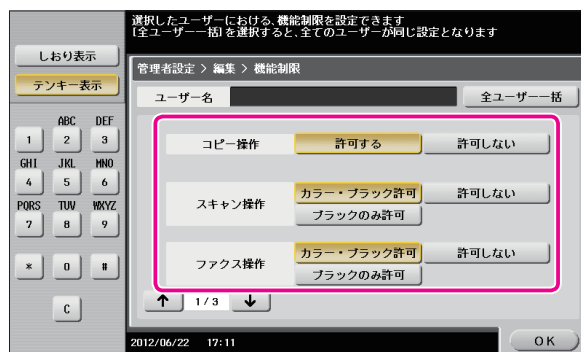 選択したユーザーにおける、機能制限を設定できます
［全ユーザー一括］を選択すると、全てのユーザーが同じ設定となります
しおり表示
テンキー表示
管理者設定 > 編集 > 機能制限
ユーザー名
全ユーザー一括
ABC DEF
1 2 3
GHI JKL MNO
4 5 6
PQRS TUV WXYZ
7 8 9
* 0 #
C
コピー操作 許可する 許可しない
スキャン操作 カラー・ブラック許可 許可しない
ブラックのみ許可
ファクス操作 カラー・ブラック許可 許可しない
ブラックのみ許可
↑ 1/3 ↓
2012/06/22 17:11
OK